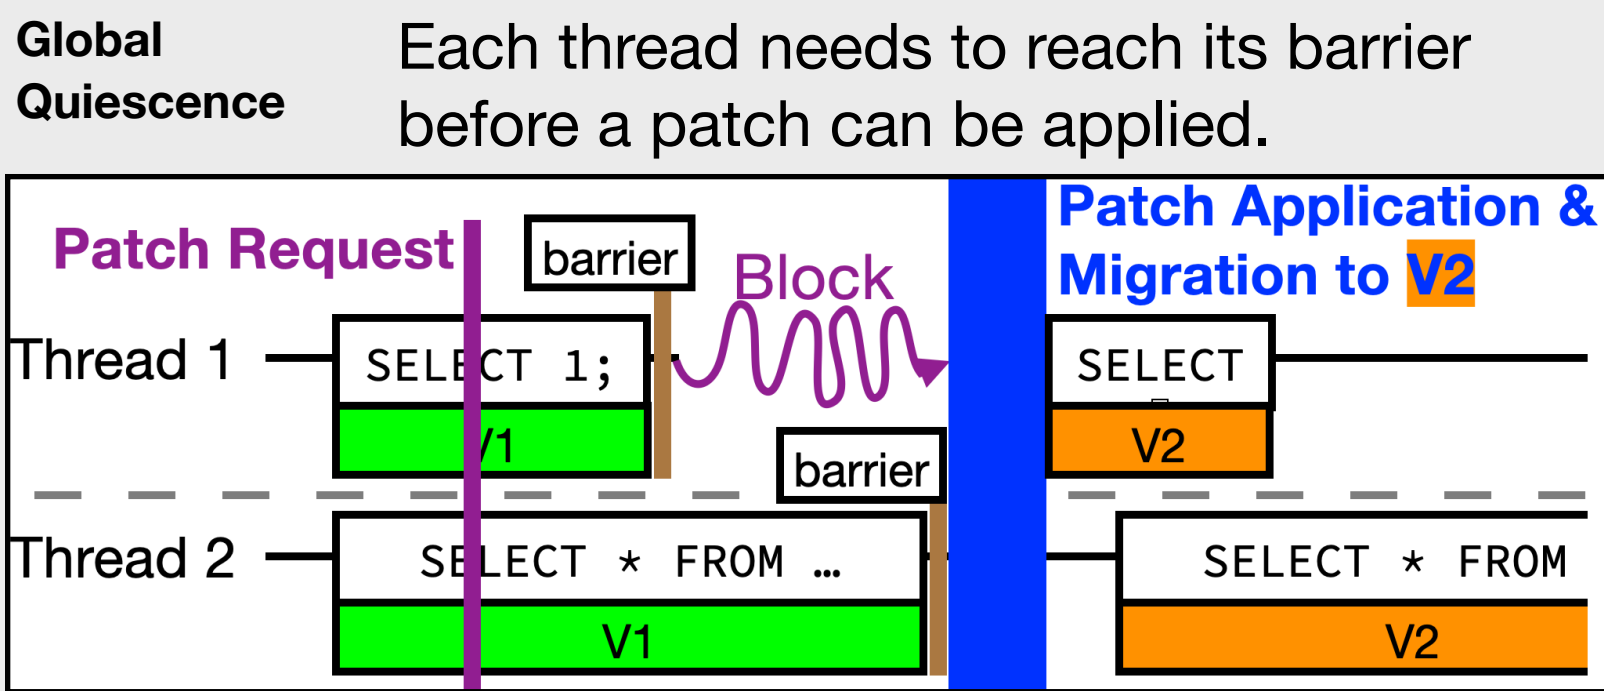 Global
Quiescence
Each thread needs to reach its barrier
before a patch can be applied.
Patch Request
barrier
Block
Patch Application &
Migration to V2
Thread 1
SELECT 1;
V1
SELECT
V2
barrier
Thread 2
SELECT * FROM …
V1
SELECT * FROM
V2